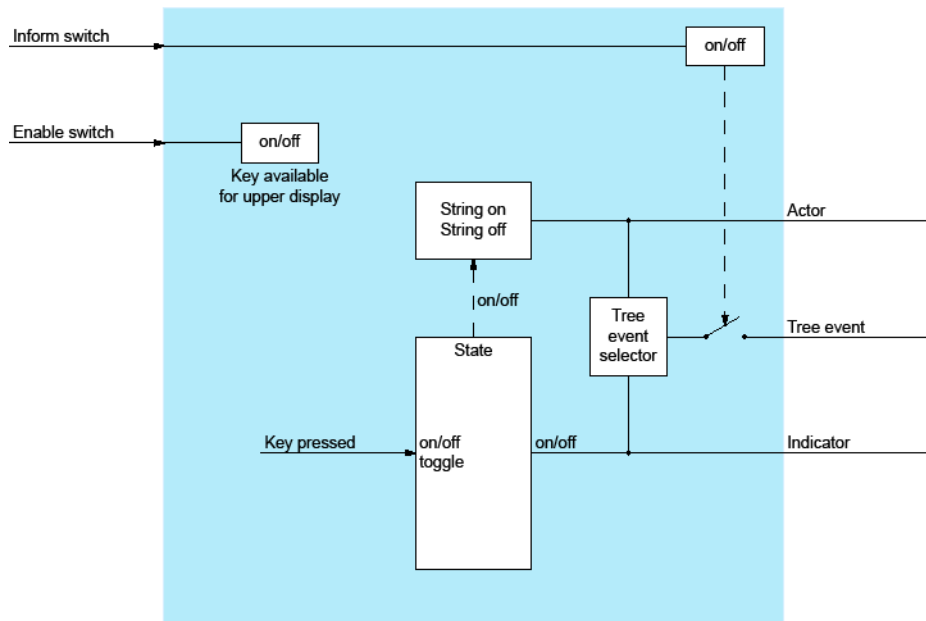 Inform switch
on/off
Enable switch
on/off
Key available
for upper display
String on
String off
Actor
on/off
Tree
event
selector
Tree event
State
Key pressed
on/off
toggle
on/off
Indicator